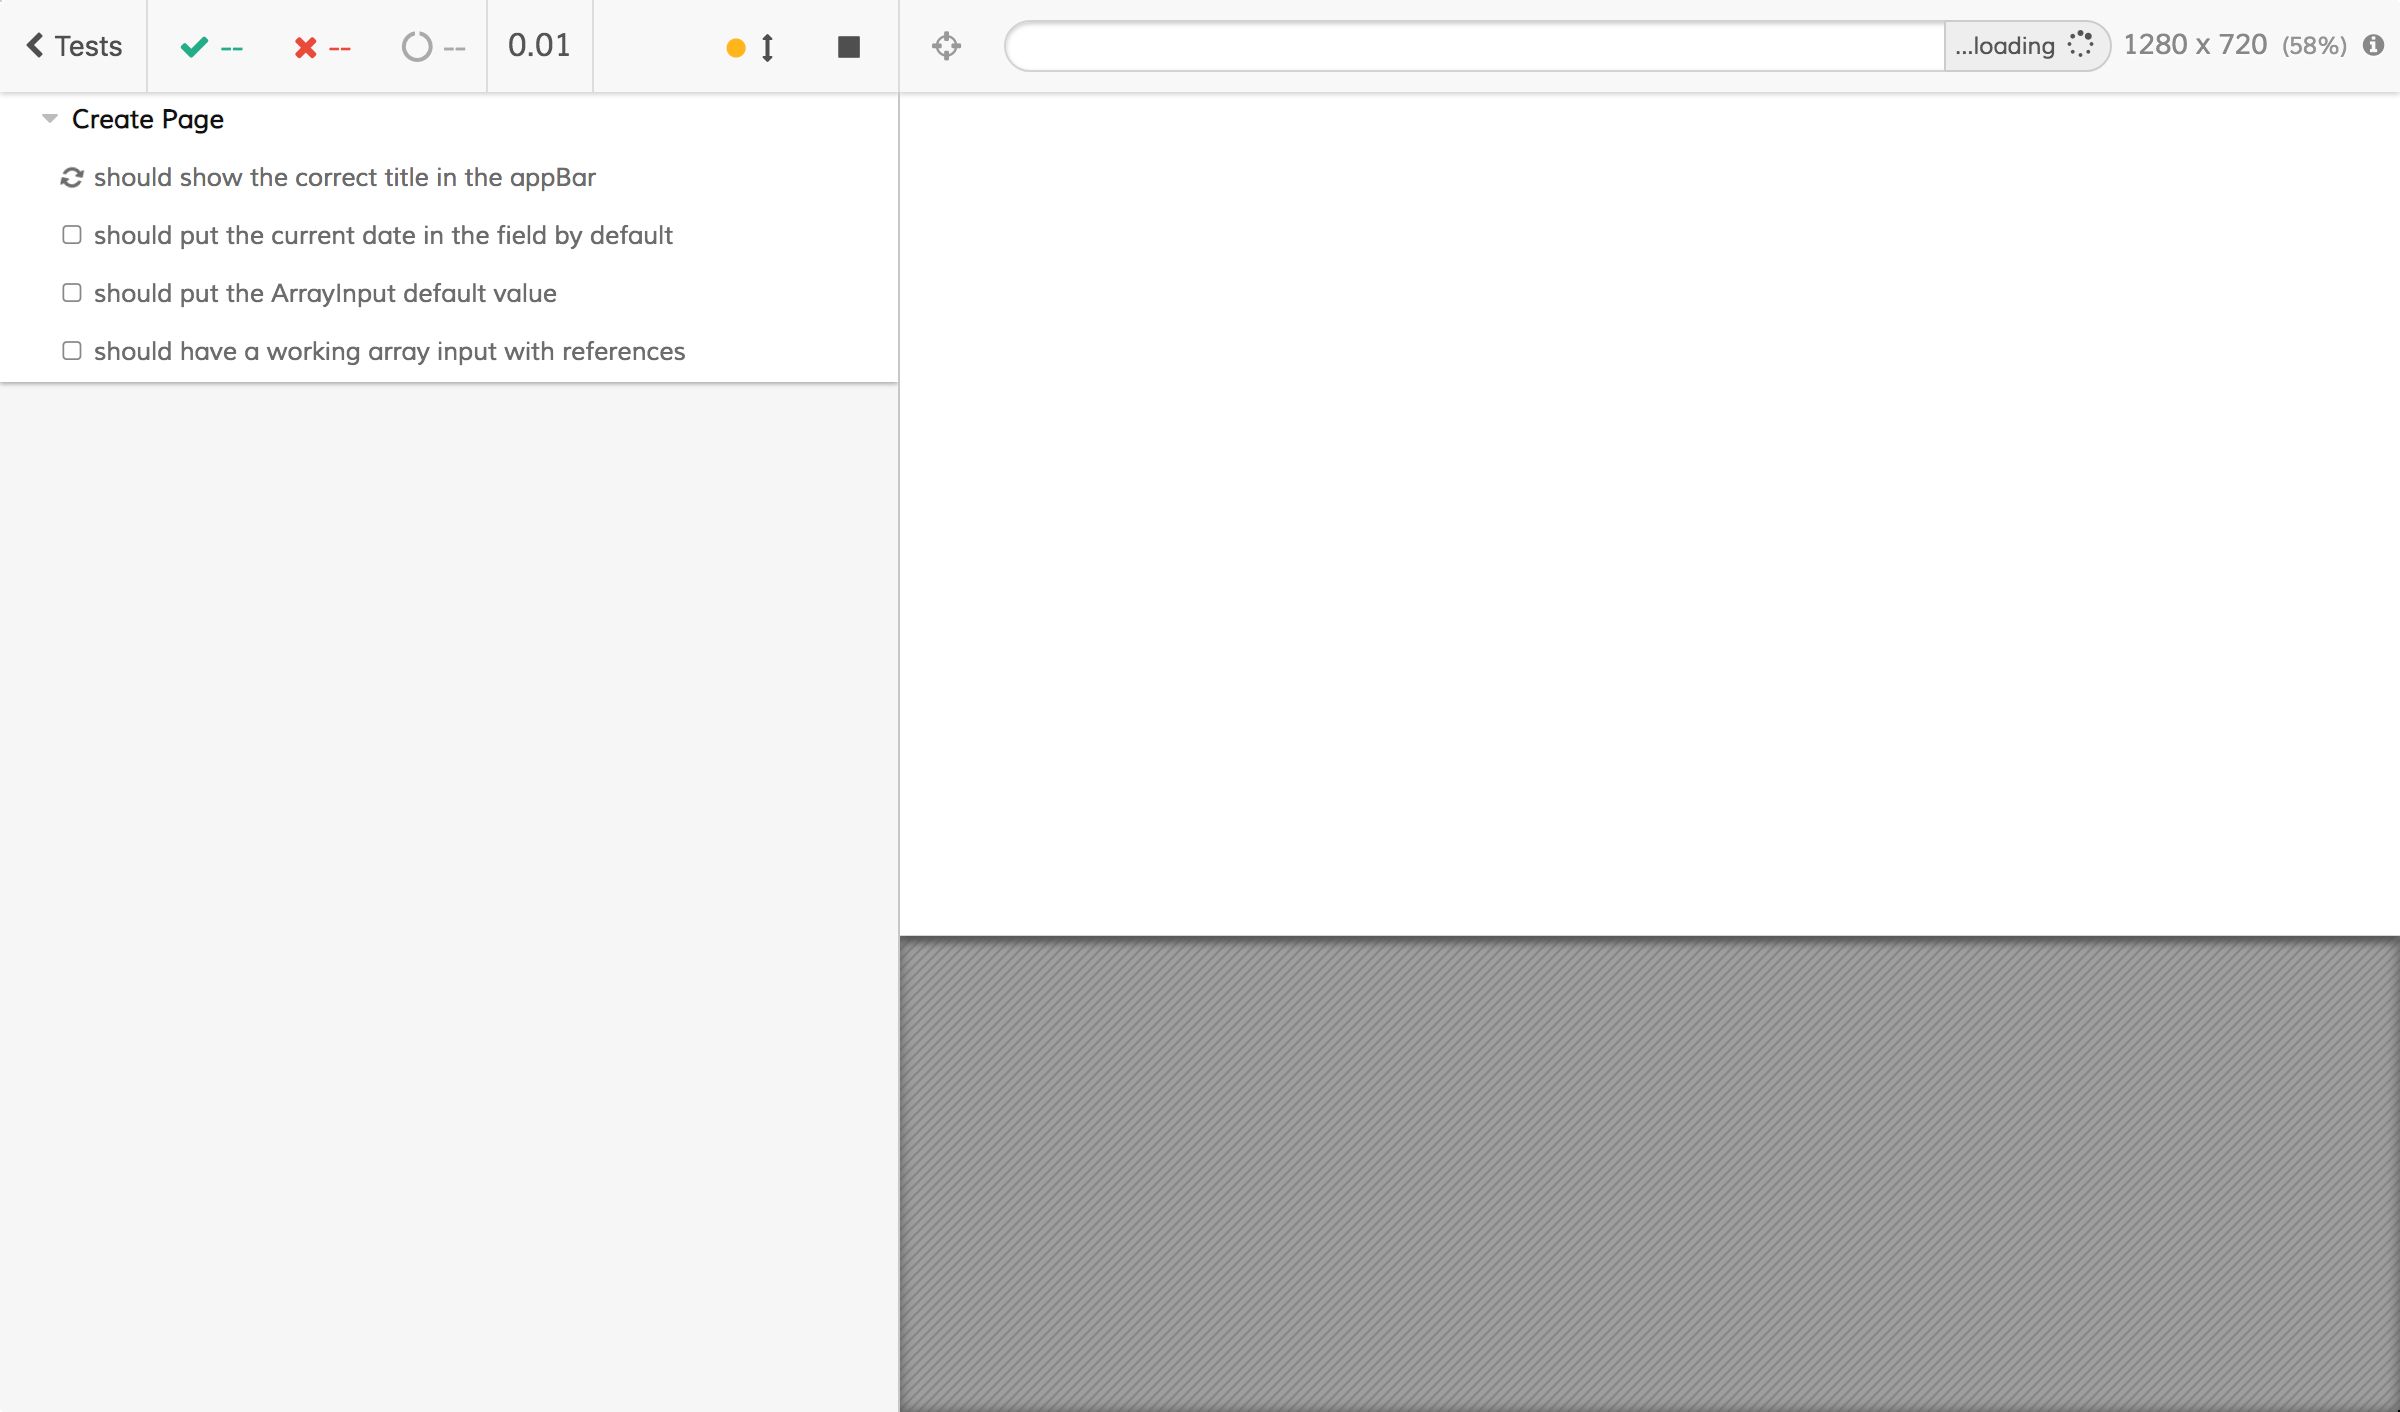 Tests -- -- -- 0.01 ...loading 1280 x 720 (58%)
Create Page
should show the correct title in the appBar
should put the current date in the field by default
should put the ArrayInput default value
should have a working array input with references